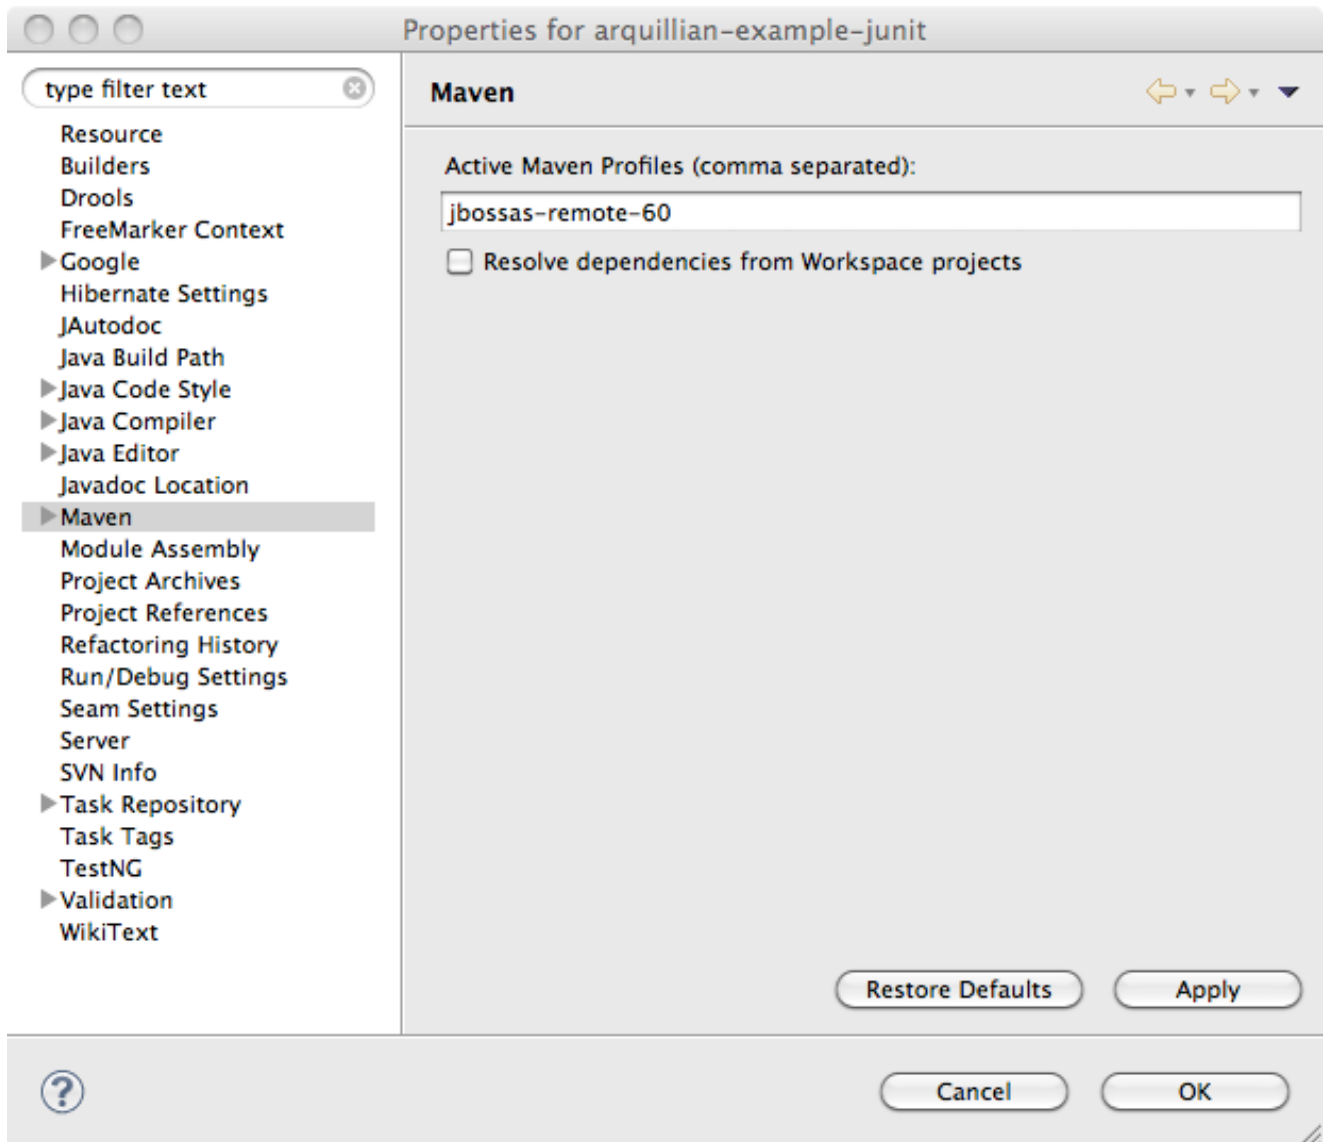 Properties for arquillian-example-junit
type filter text
Resource
Builders
Drools
FreeMarker Context
Google
Hibernate Settings
JAutodoc
Java Build Path
Java Code Style
Java Compiler
Java Editor
Javadoc Location
Maven
Module Assembly
Project Archives
Project References
Refactoring History
Run/Debug Settings
Seam Settings
Server
SVN Info
Task Repository
Task Tags
TestNG
Validation
WikiText
Maven
Active Maven Profiles (comma separated):
jbossas-remote-60
Resolve dependencies from Workspace projects
Restore Defaults
Apply
?
Cancel
OK